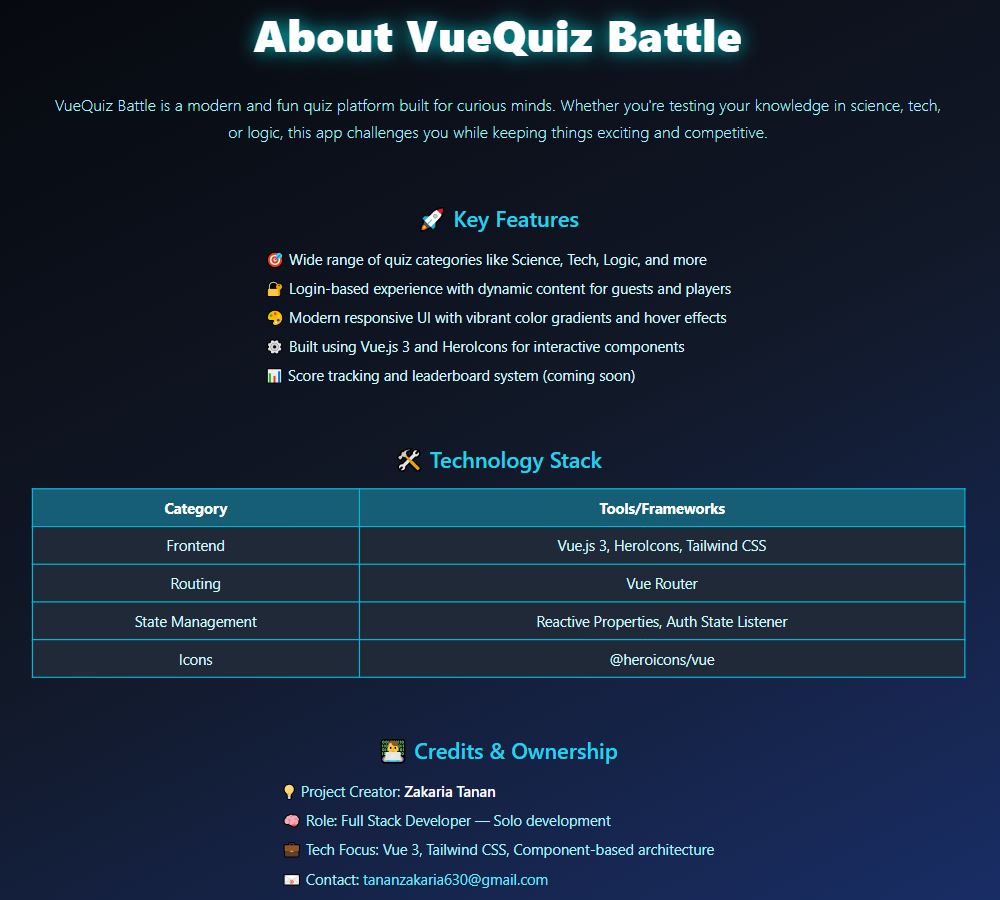 About VueQuiz Battle
VueQuiz Battle is a modern and fun quiz platform built for curious minds. Whether you're testing your knowledge in science, tech,
or logic, this app challenges you while keeping things exciting and competitive.
🚀 Key Features
🎯 Wide range of quiz categories like Science, Tech, Logic, and more
🔐 Login-based experience with dynamic content for guests and players
🎨 Modern responsive UI with vibrant color gradients and hover effects
⚙️ Built using Vue.js 3 and HeroIcons for interactive components
📊 Score tracking and leaderboard system (coming soon)
🛠️ Technology Stack
Category Tools/Frameworks
Frontend Vue.js 3, HeroIcons, Tailwind CSS
Routing Vue Router
State Management Reactive Properties, Auth State Listener
Icons @heroicons/vue
👨‍💻 Credits & Ownership
💡 Project Creator: Zakaria Tanan
🧠 Role: Full Stack Developer — Solo development
💼 Tech Focus: Vue 3, Tailwind CSS, Component-based architecture
📧 Contact: tananzakaria630@gmail.com